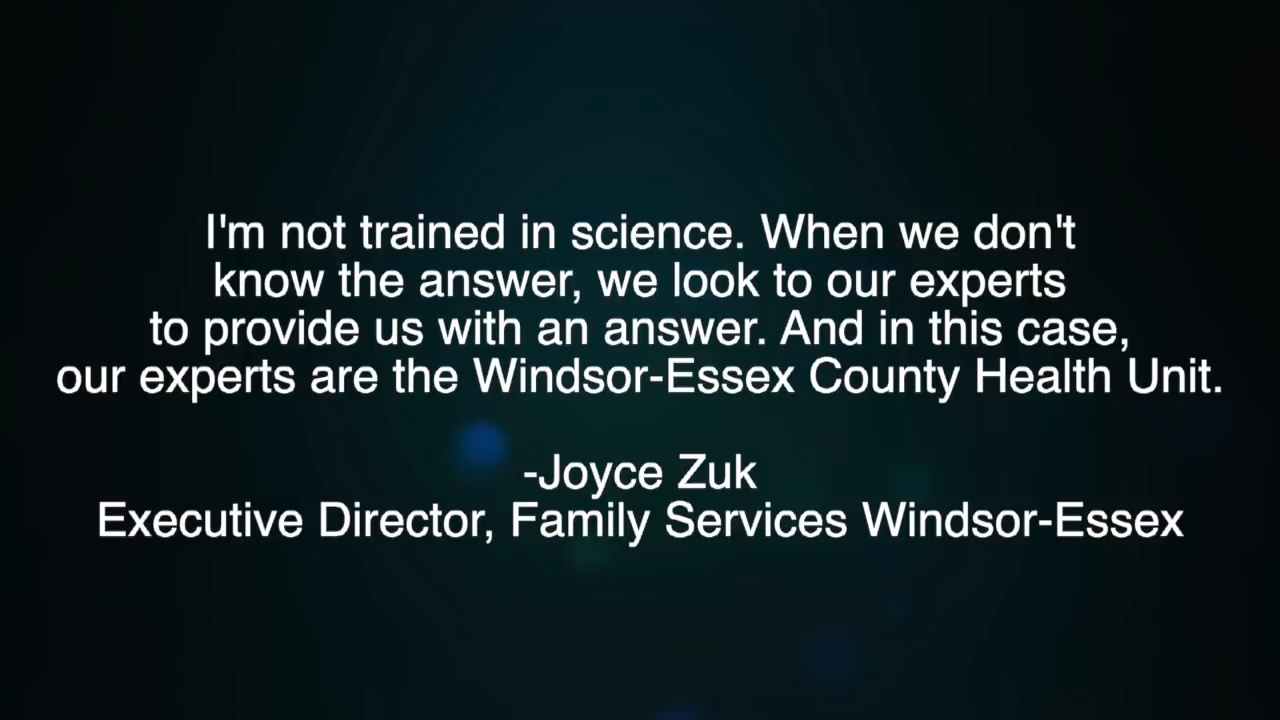 I'm not trained in science. When we don't
know the answer, we look to our experts
to provide us with an answer. And in this case,
our experts are the Windsor-Essex County Health Unit.
-Joyce Zuk
Executive Director, Family Services Windsor-Essex